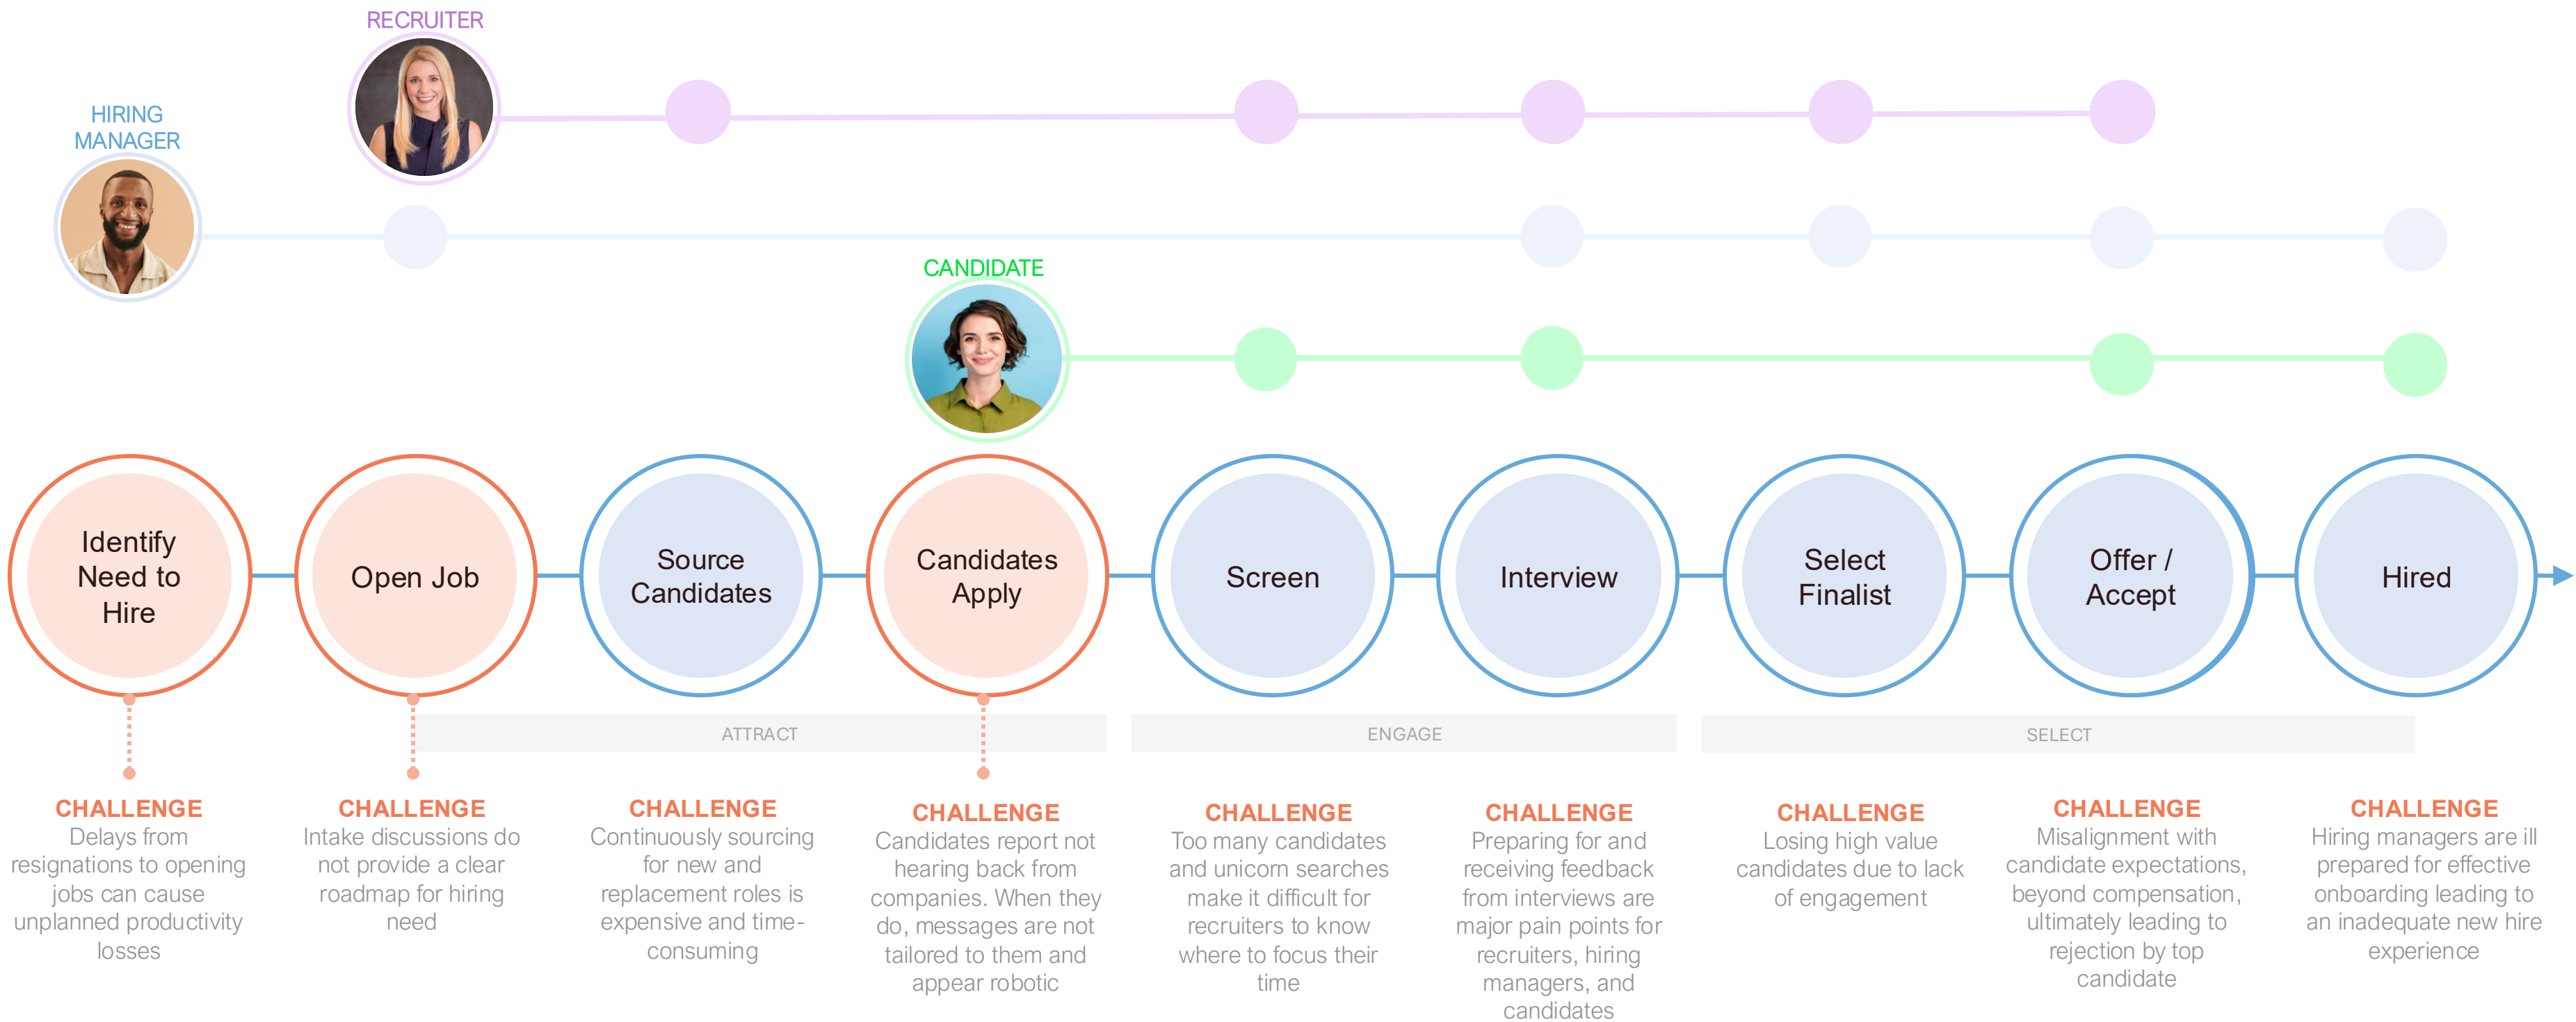 RECRUITER
HIRING
MANAGER
CANDIDATE
Identify
Need to
Hire
Open Job
Source
Candidates
Candidates
Apply
Screen
Interview
Select
Finalist
Offer /
Accept
Hired
ATTRACT
ENGAGE
SELECT
CHALLENGE
Delays from
resignations to opening
jobs can cause
unplanned productivity
losses
CHALLENGE
Intake discussions do
not provide a clear
roadmap for hiring
need
CHALLENGE
Continuously sourcing
for new and
replacement roles is
expensive and time-
consuming
CHALLENGE
Candidates report not
hearing back from
companies. When they
do, messages are not
tailored to them and
appear robotic
CHALLENGE
Too many candidates
and unicorn searches
make it difficult for
recruiters to know
where to focus their
time
CHALLENGE
Preparing for and
receiving feedback
from interviews are
major pain points for
recruiters, hiring
managers, and
candidates
CHALLENGE
Losing high value
candidates due to lack
of engagement
CHALLENGE
Misalignment with
candidate expectations,
beyond compensation,
ultimately leading to
rejection by top
candidate
CHALLENGE
Hiring managers are ill
prepared for effective
onboarding leading to
an inadequate new hire
experience